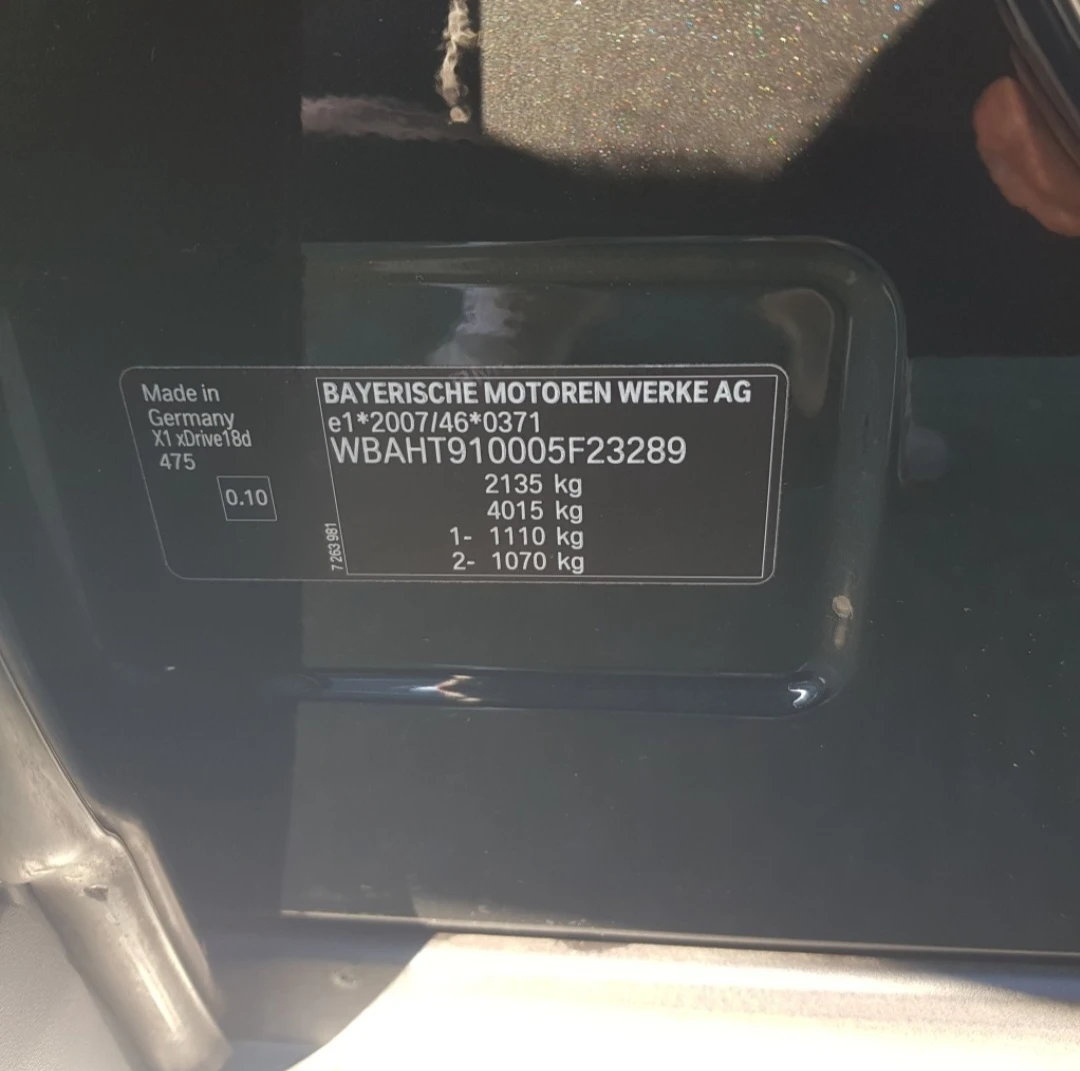 Made in
Germany
X1 xDrive18d
475
0.10
BAYERISCHE MOTOREN WERKE AG
e1*2007/46*0371
WBAHT910005F23289
2135 kg
4015 kg
1- 1110 kg
2- 1070 kg
7 263 981